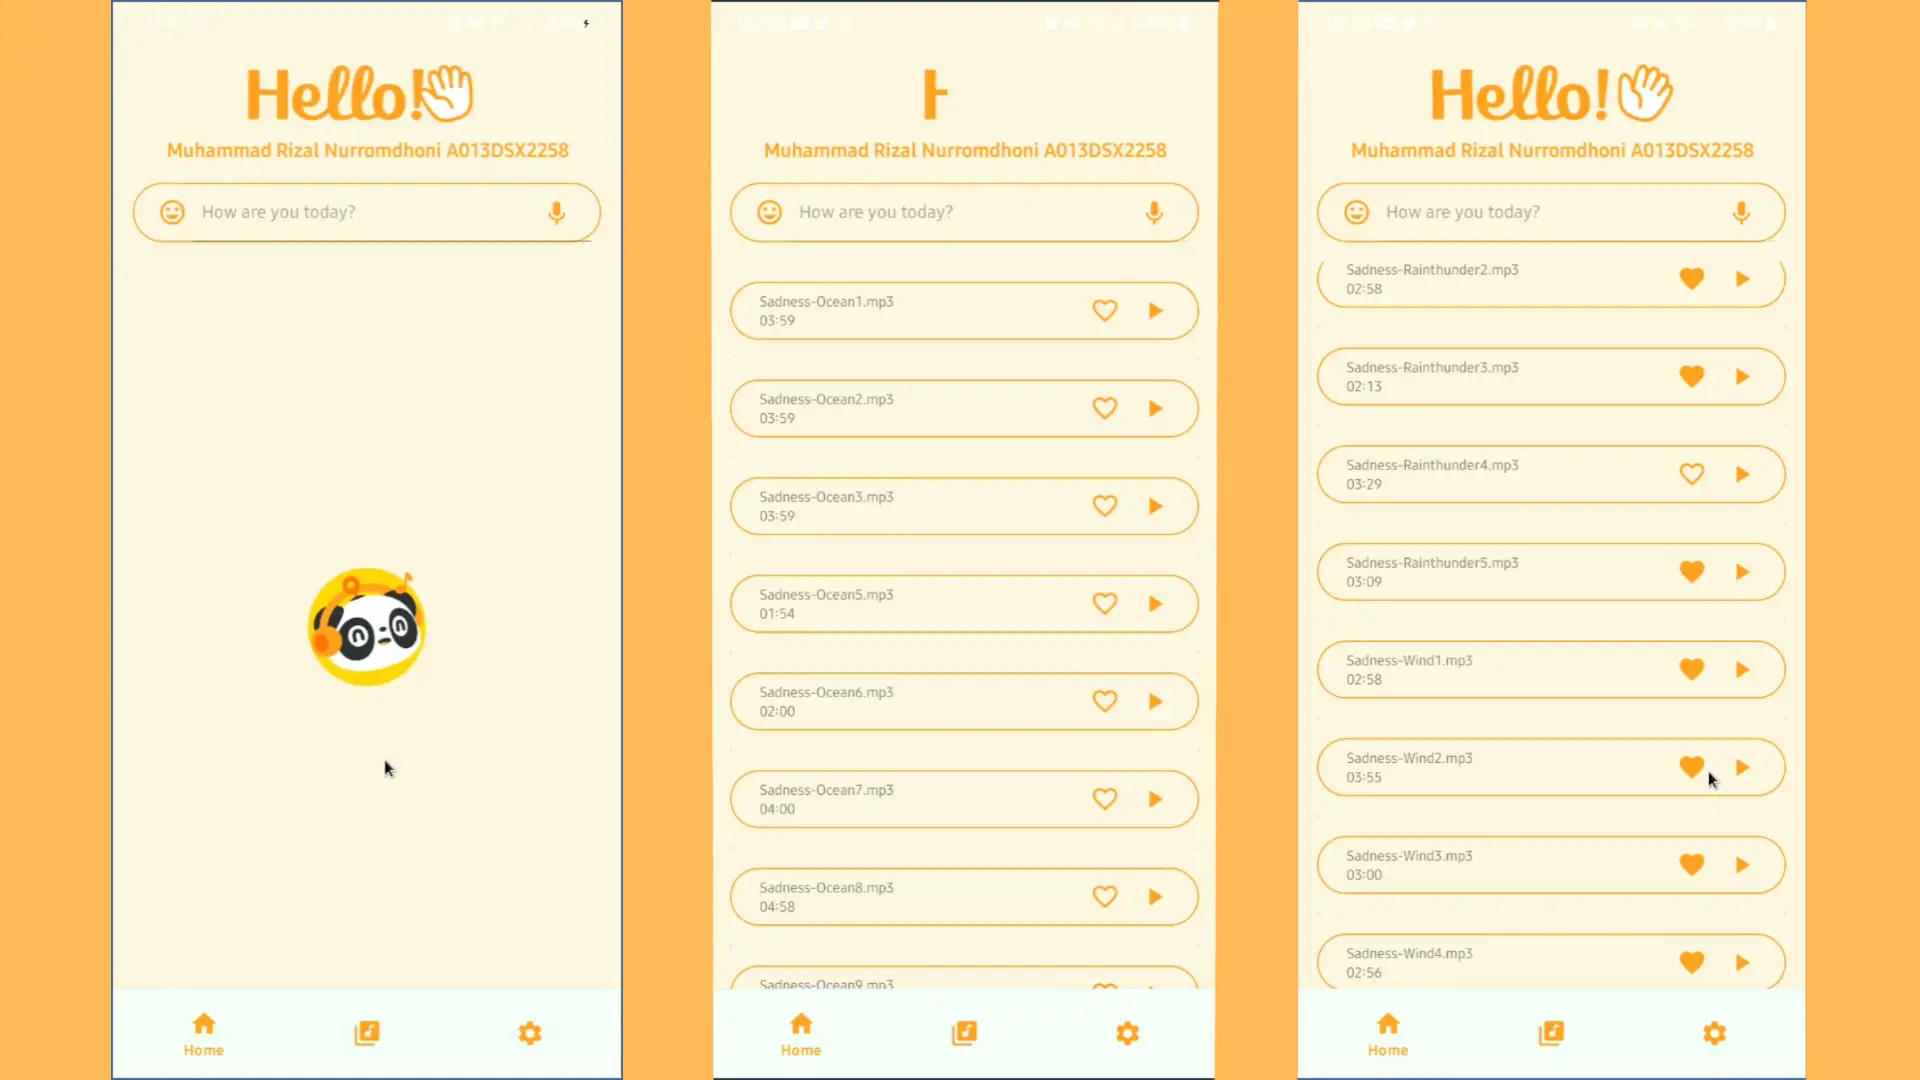 Hello!
Muhammad Rizal Nurromdhoni A013DSX2258
How are you today?
Home
Muhammad Rizal Nurromdhoni A013DSX2258
How are you today?
Sadness-Ocean1.mp3
03:59
Sadness-Ocean2.mp3
03:59
Sadness-Ocean3.mp3
03:59
Sadness-Ocean5.mp3
01:54
Sadness-Ocean6.mp3
02:00
Sadness-Ocean7.mp3
04:00
Sadness-Ocean8.mp3
04:58
Sadness-Ocean9.mp3
Home
Hello!
Muhammad Rizal Nurromdhoni A013DSX2258
How are you today?
Sadness-Rainthunder2.mp3
02:58
Sadness-Rainthunder3.mp3
02:13
Sadness-Rainthunder4.mp3
03:29
Sadness-Rainthunder5.mp3
03:09
Sadness-Wind1.mp3
02:58
Sadness-Wind2.mp3
03:55
Sadness-Wind3.mp3
03:00
Sadness-Wind4.mp3
02:56
Home